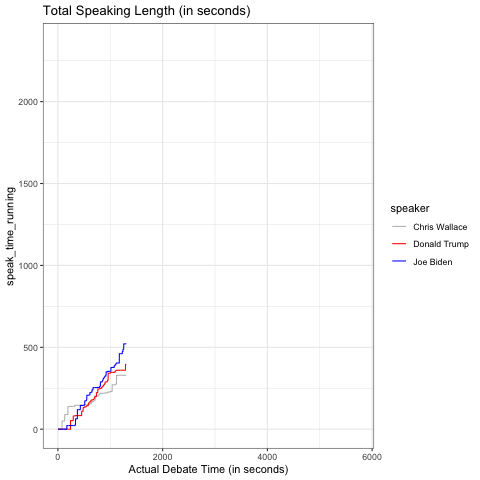 Total Speaking Length (in seconds)
speak_time_running
2000
1500
1000
500
0
0
2000
4000
6000
Actual Debate Time (in seconds)
speaker
Chris Wallace
Donald Trump
Joe Biden